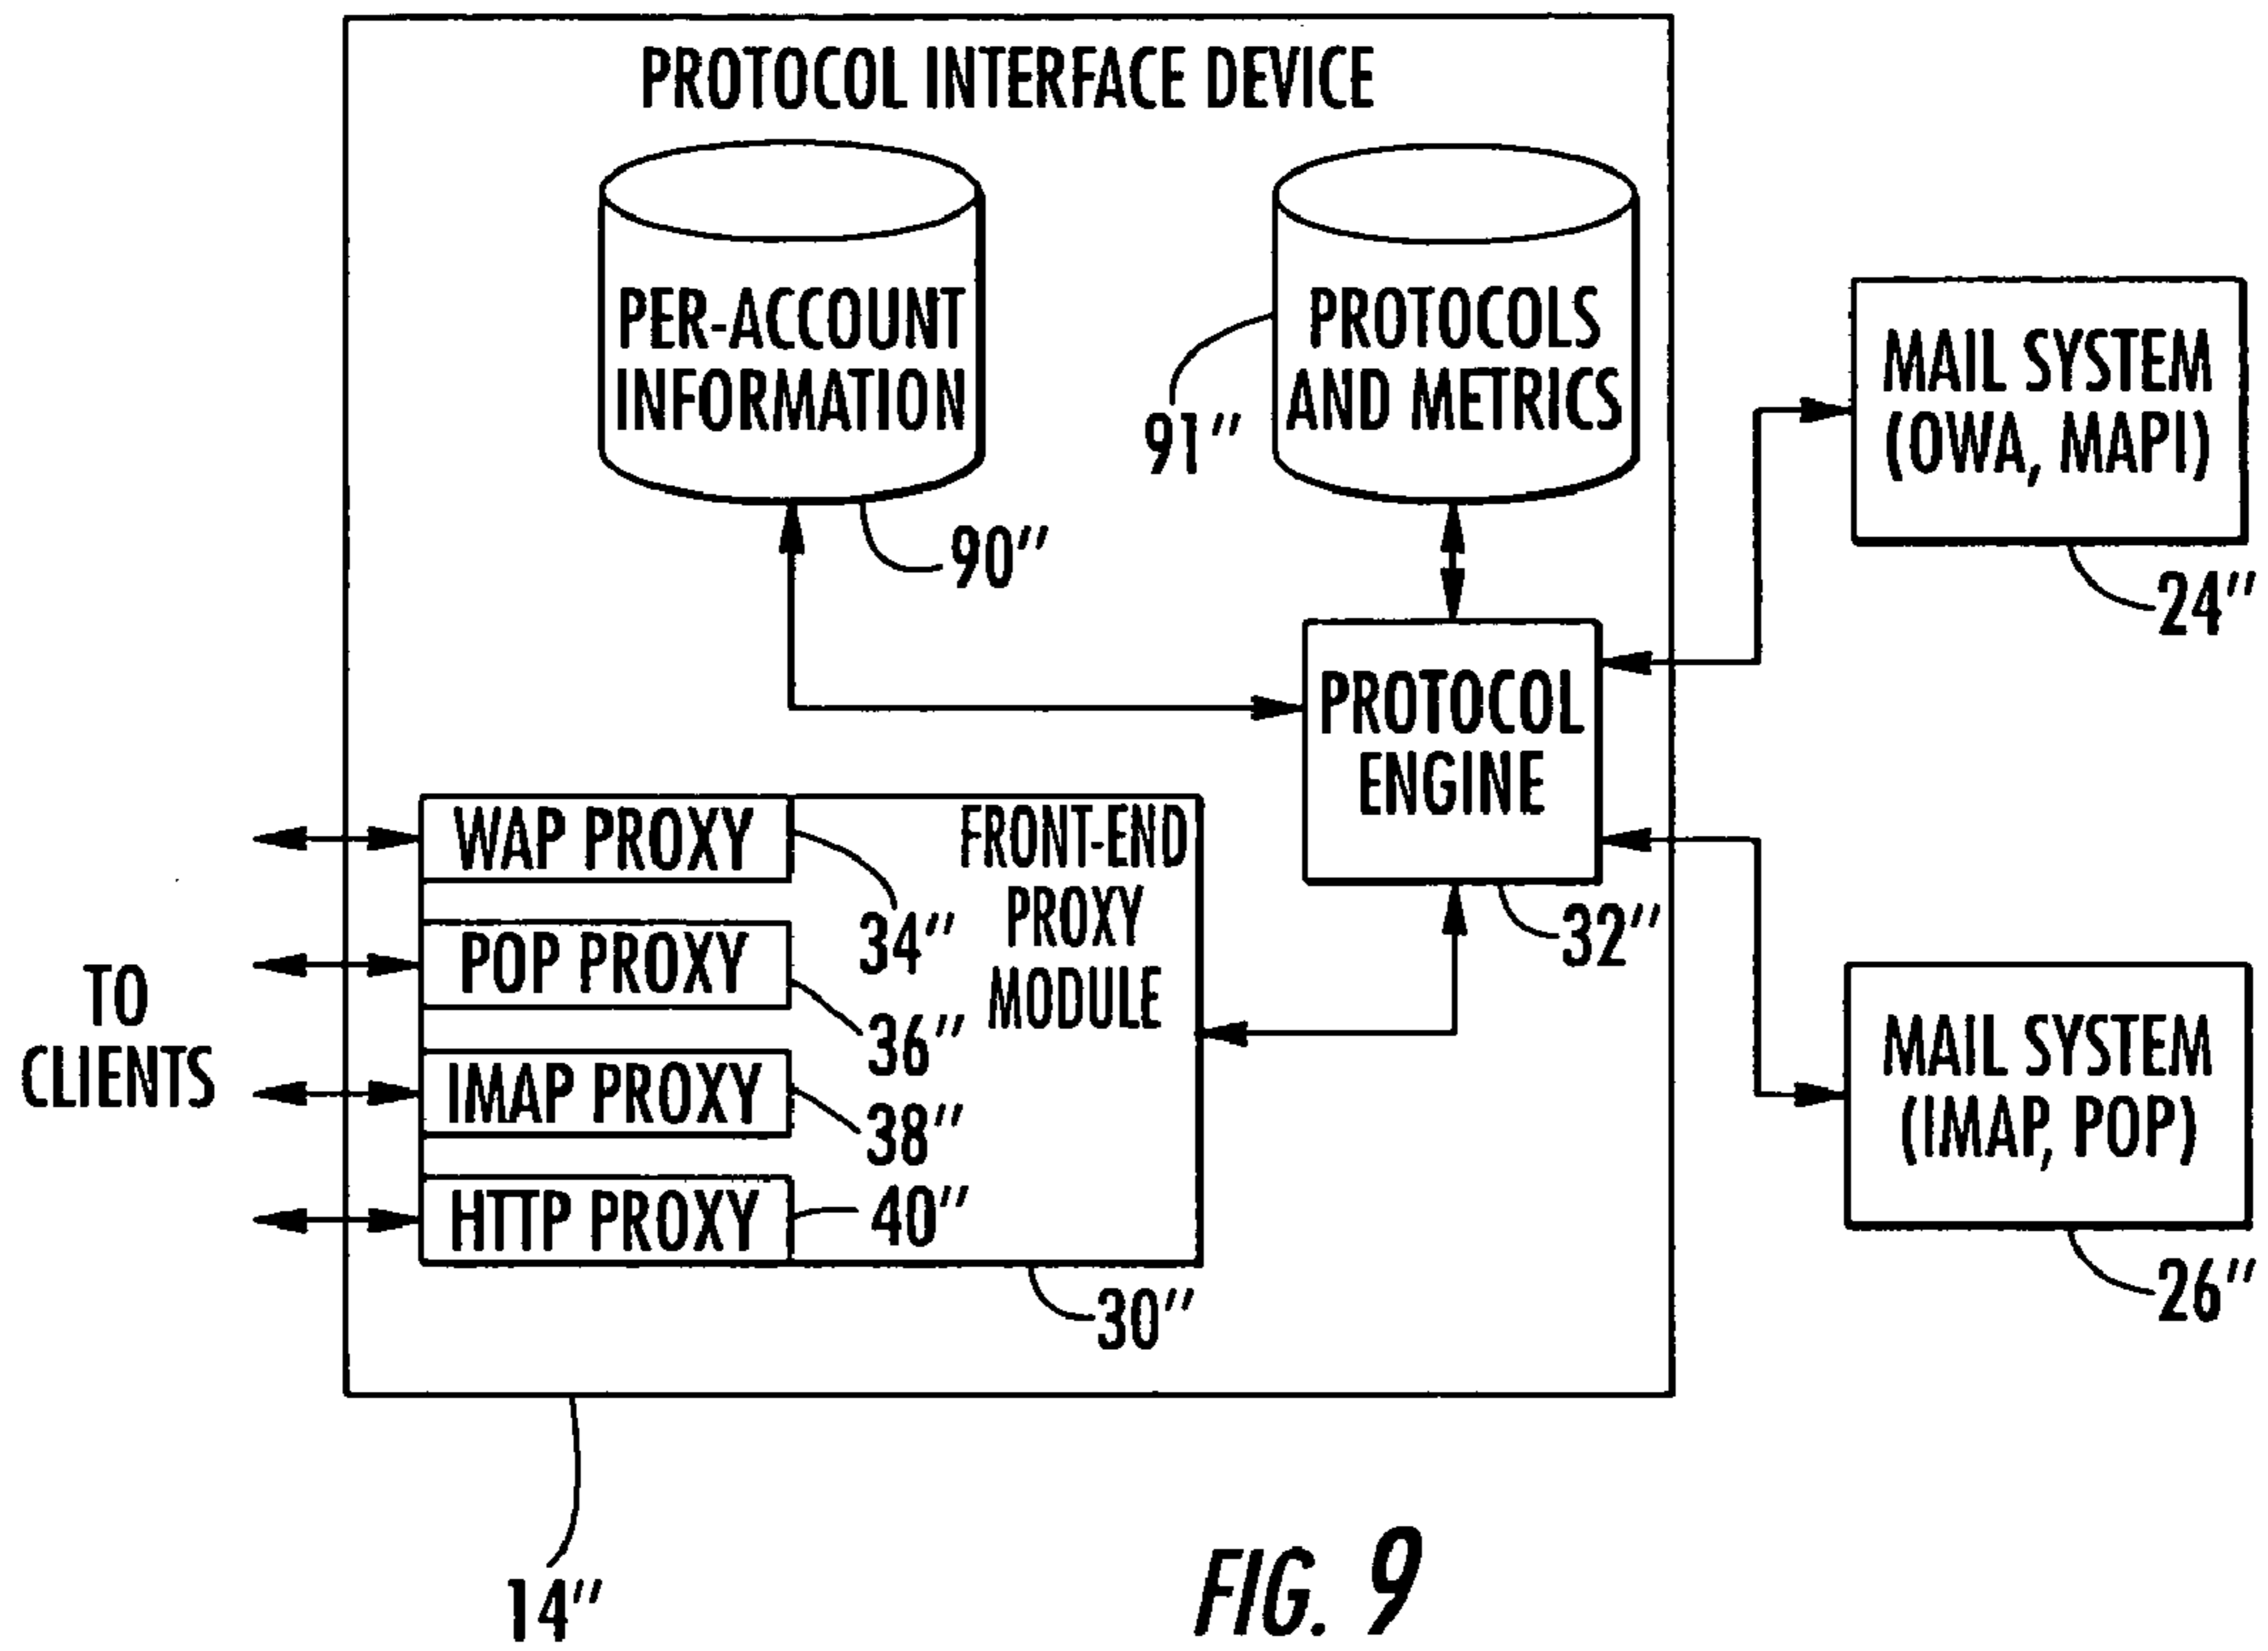 PROTOCOL INTERFACE DEVICE
PER-ACCOUNT
INFORMATION
90″
PROTOCOLS
AND METRICS
91″
MAIL SYSTEM
(OWA, MAPI)
24″
PROTOCOL
ENGINE
32″
FRONT-END
PROXY
MODULE
WAP PROXY
34″
POP PROXY
36″
IMAP PROXY
38″
HTTP PROXY
40″
30″
TO
CLIENTS
MAIL SYSTEM
(IMAP, POP)
26″
14″
FIG. 9